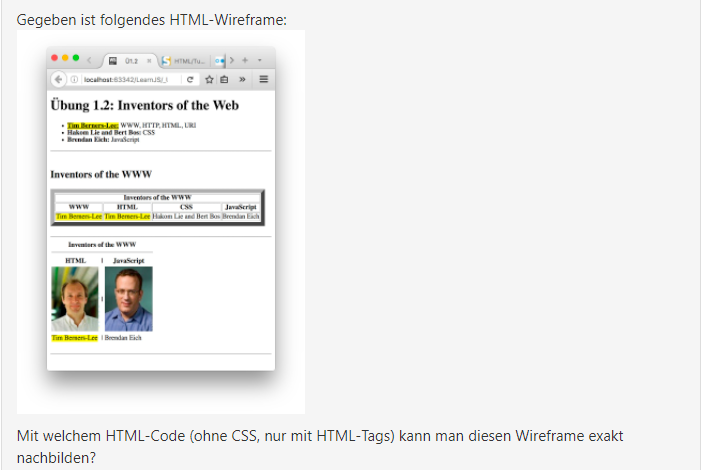 Gegeben ist folgendes HTML-Wireframe:
Ü1.2
HTML/Tu...
localhost:63342/LearnJS/_l
Übung 1.2: Inventors of the Web
Tim Berners-Lee: WWW, HTTP, HTML, URI
Hakom Lie and Bert Bos: CSS
Brendan Eich: JavaScript
Inventors of the WWW
Inventors of the WWW
WWW HTML CSS JavaScript
Tim Berners-Lee Tim Berners-Lee Hakom Lie and Bert Bos Brendan Eich
Inventors of the WWW
HTML | JavaScript
|
Tim Berners-Lee | Brendan Eich
Mit welchem HTML-Code (ohne CSS, nur mit HTML-Tags) kann man diesen Wireframe exakt
nachbilden?